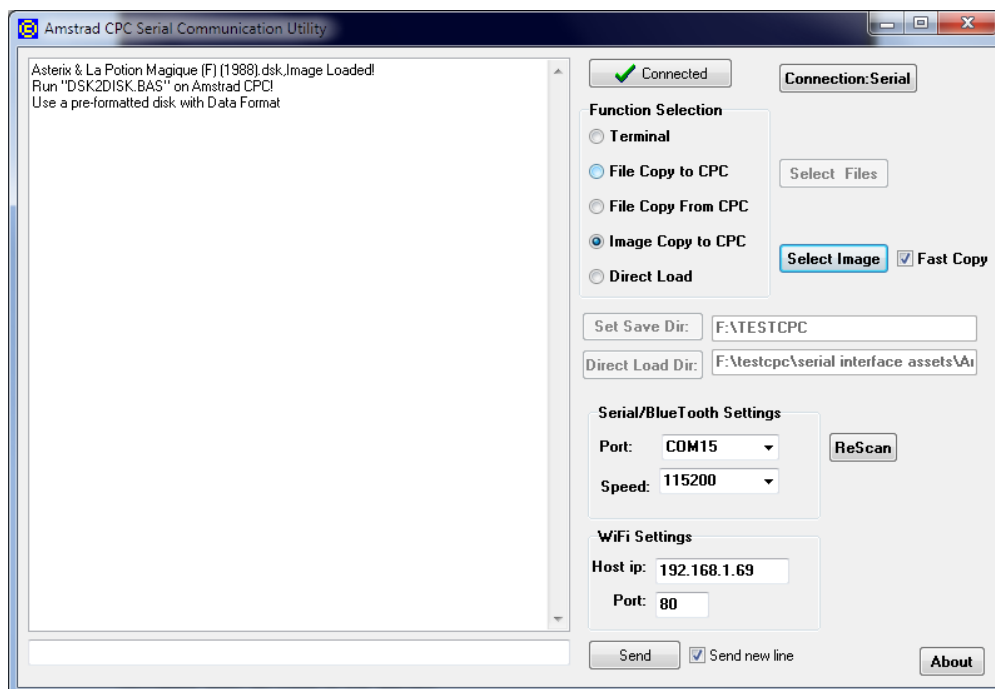 Amstrad CPC Serial Communication Utility
Asterix & La Potion Magique (F) (1988).dsk,Image Loaded!
Run "DSK2DISK.BAS" on Amstrad CPC!
Use a pre-formatted disk with Data Format
Connected
Connection:Serial
Function Selection
Terminal
File Copy to CPC
Select Files
File Copy From CPC
Image Copy to CPC
Select Image
Fast Copy
Direct Load
Set Save Dir:
F:\TESTCPC
Direct Load Dir:
F:\testcpc\serial interface assets\
Serial/BlueTooth Settings
Port:
COM15
ReScan
Speed:
115200
WiFi Settings
Host ip:
192.168.1.69
Port:
80
Send
Send new line
About